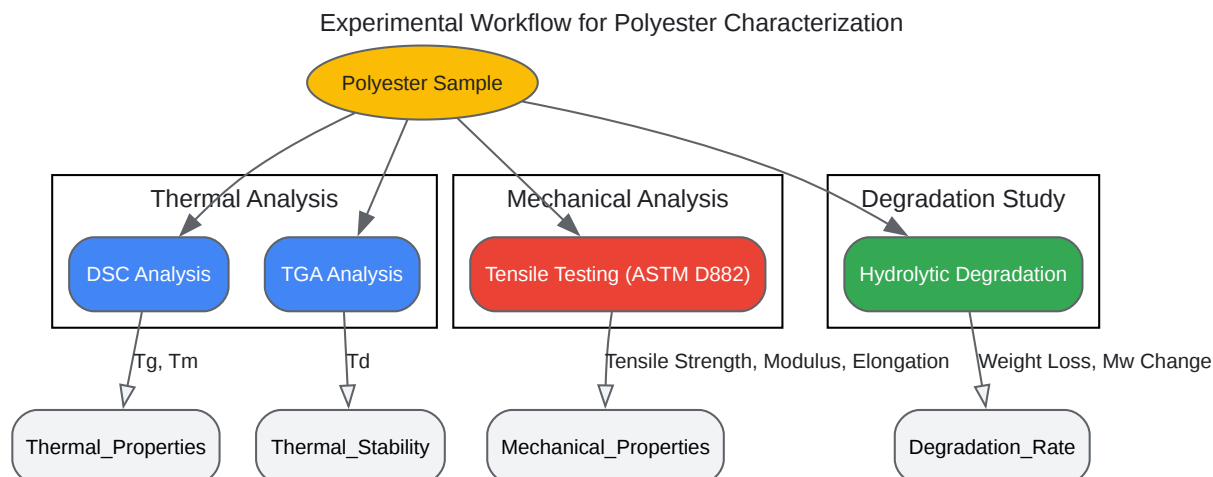 Experimental Workflow for Polyester Characterization
Polyester Sample
Thermal Analysis
Mechanical Analysis
Degradation Study
DSC Analysis
TGA Analysis
Tensile Testing (ASTM D882)
Hydrolytic Degradation
Tg, Tm
Td
Tensile Strength, Modulus, Elongation
Weight Loss, Mw Change
Thermal_Properties
Thermal_Stability
Mechanical_Properties
Degradation_Rate